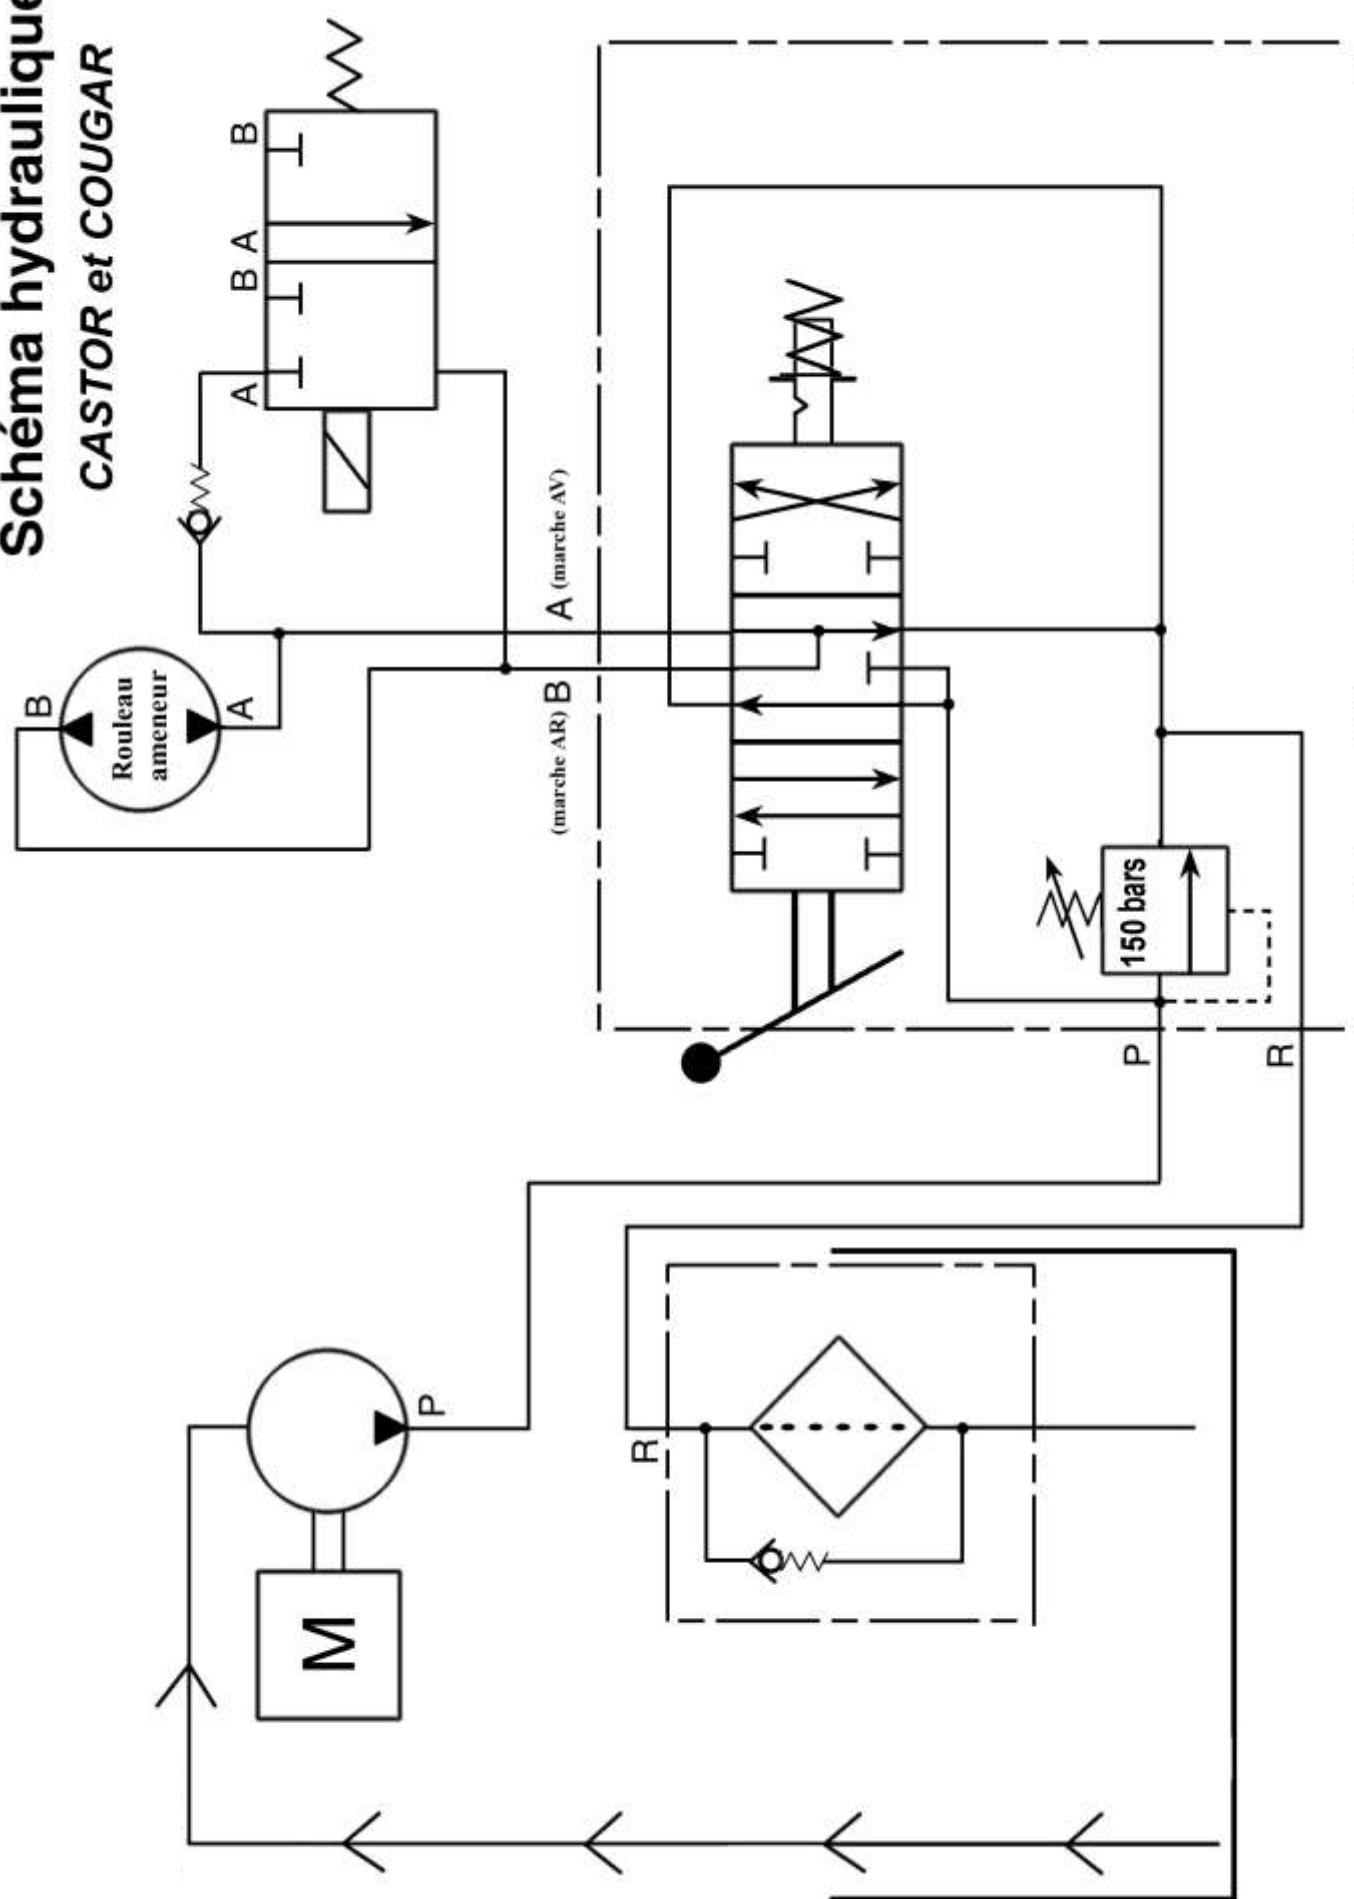 Schéma hydraulique
CASTOR et COUGAR
A
B
A
B
B
Rouleau
ameneur
A
(marche AR) B
A (marche AV)
150 bars
P
R
P
R
M